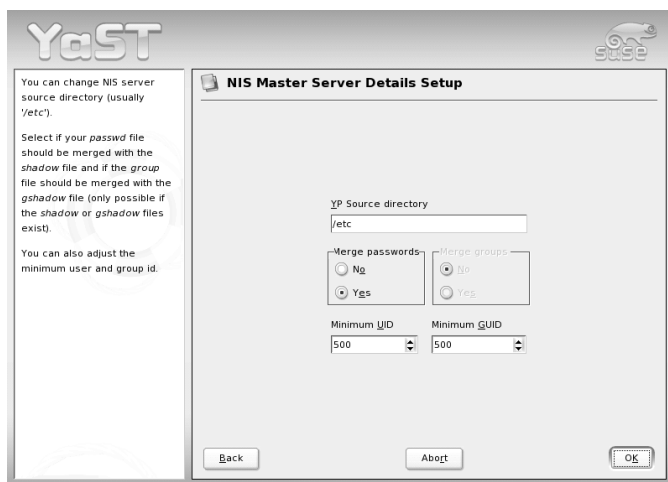 YaST
SUSE
You can change NIS server
source directory (usually
'/etc').
Select if your passwd file
should be merged with the
shadow file and if the group
file should be merged with the
gshadow file (only possible if
the shadow or gshadow files
exist).
You can also adjust the
minimum user and group id.
NIS Master Server Details Setup
YP Source directory
/etc
Merge passwords
No
Yes
Merge groups
No
Yes
Minimum UID
500
Minimum GUID
500
Back
Abort
OK